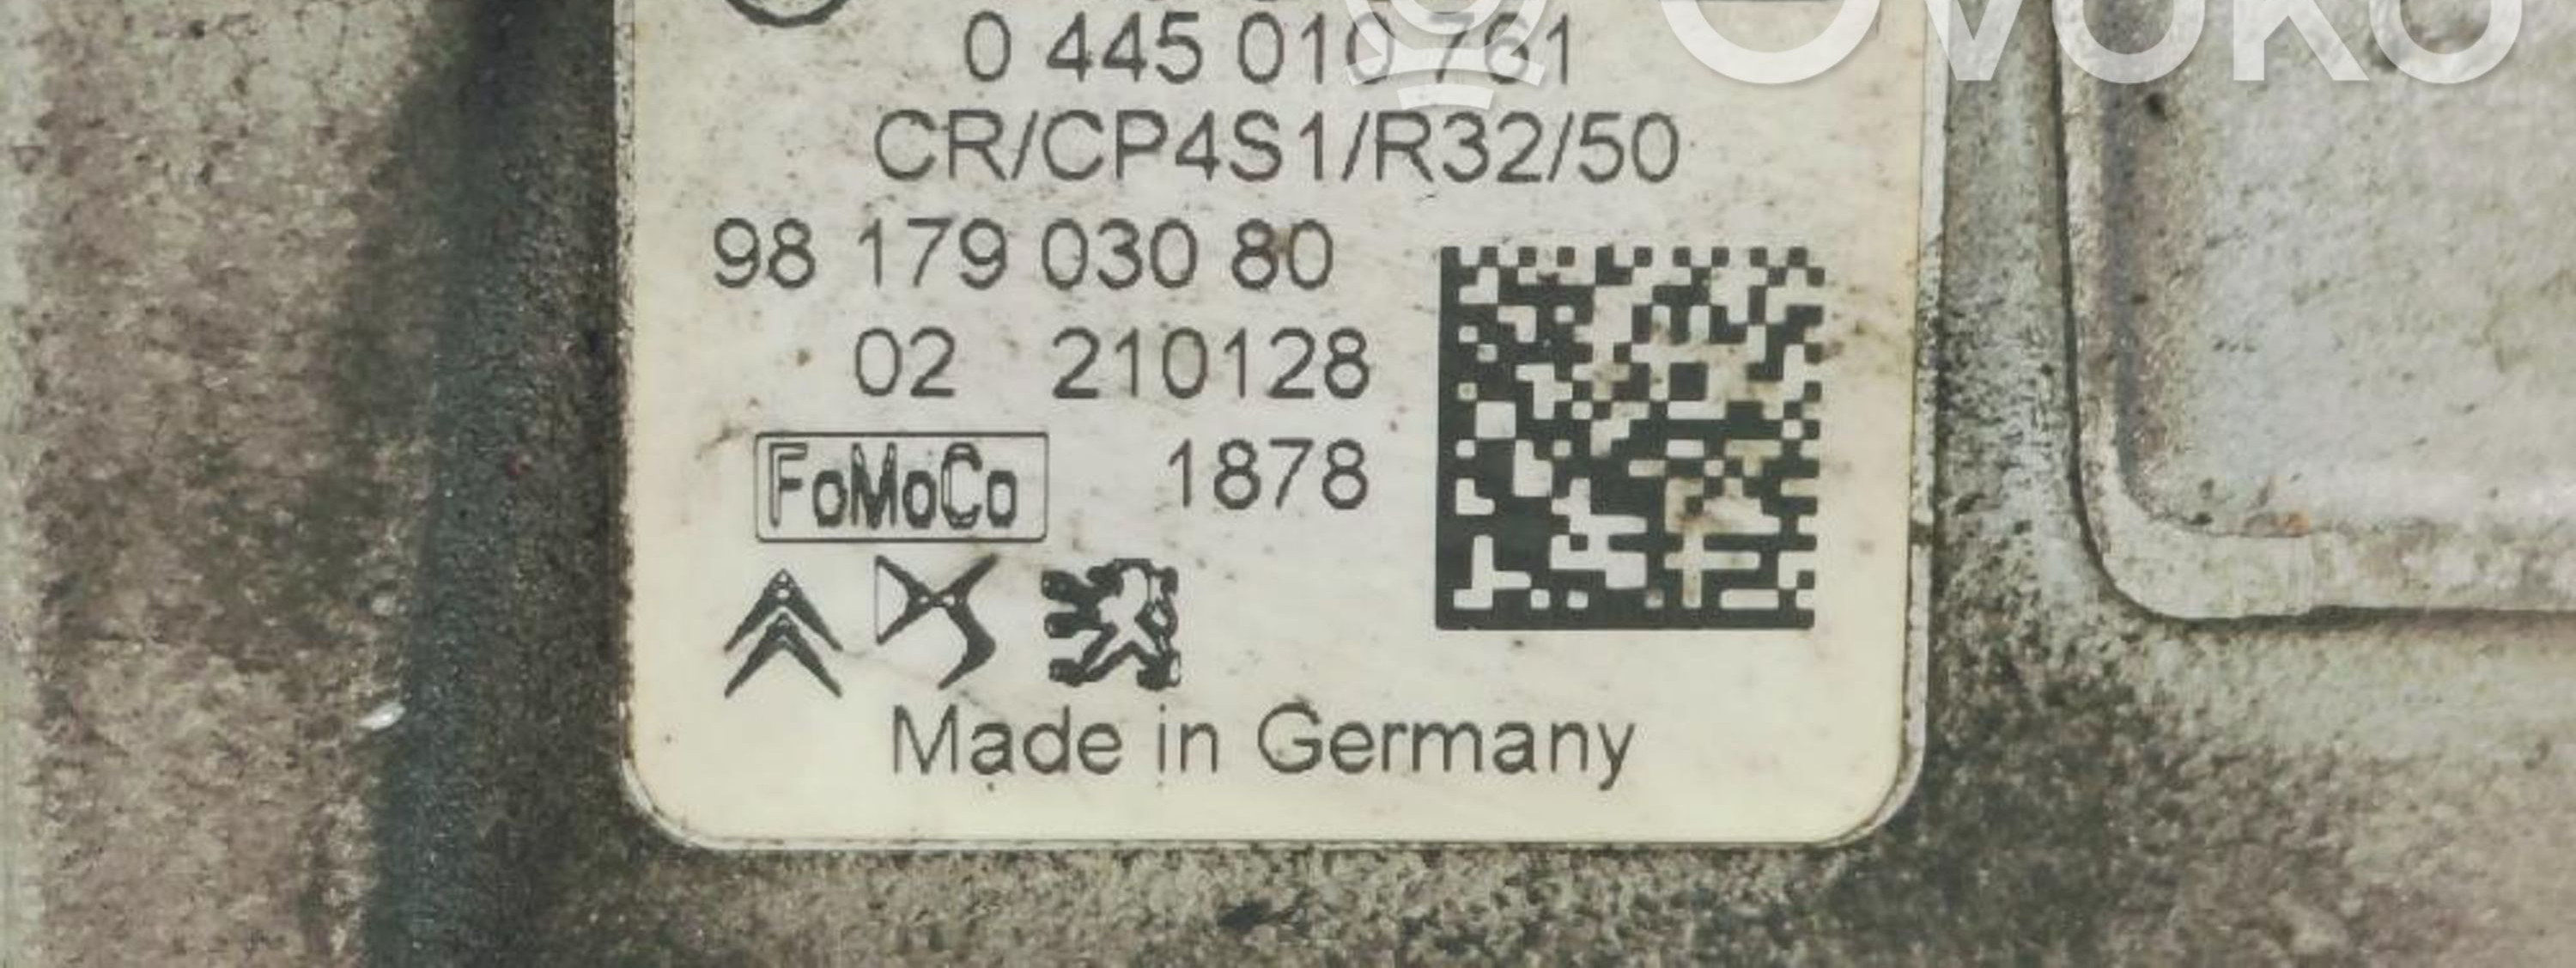 OVOKO
0 445 010 761
CR/CP4S1/R32/50
98 179 030 80
02 210128
FoMoCo 1878
Made in Germany